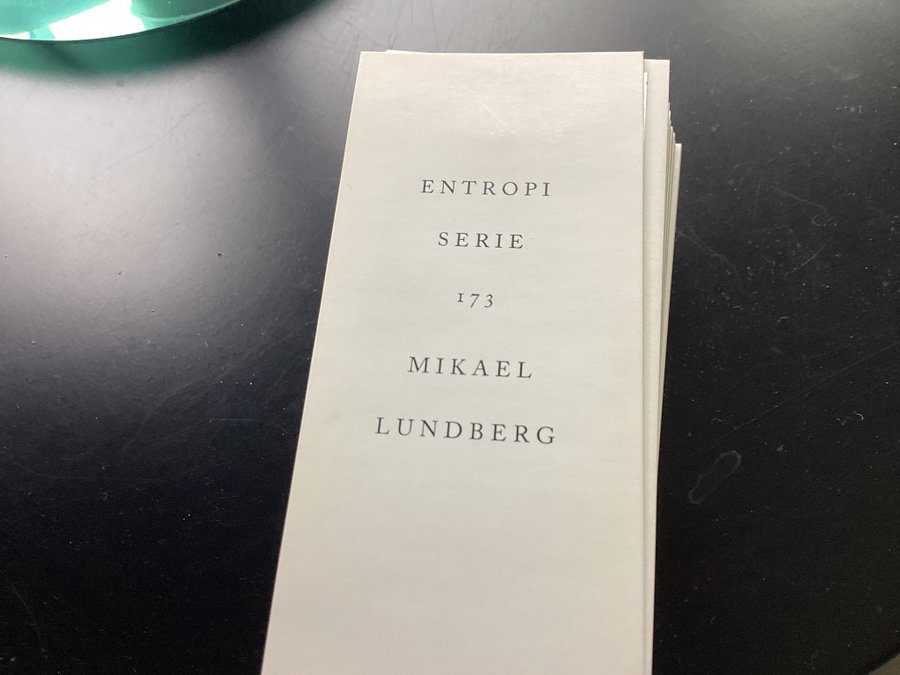 ENTROPI
SERIE
173
MIKAEL
LUNDBERG